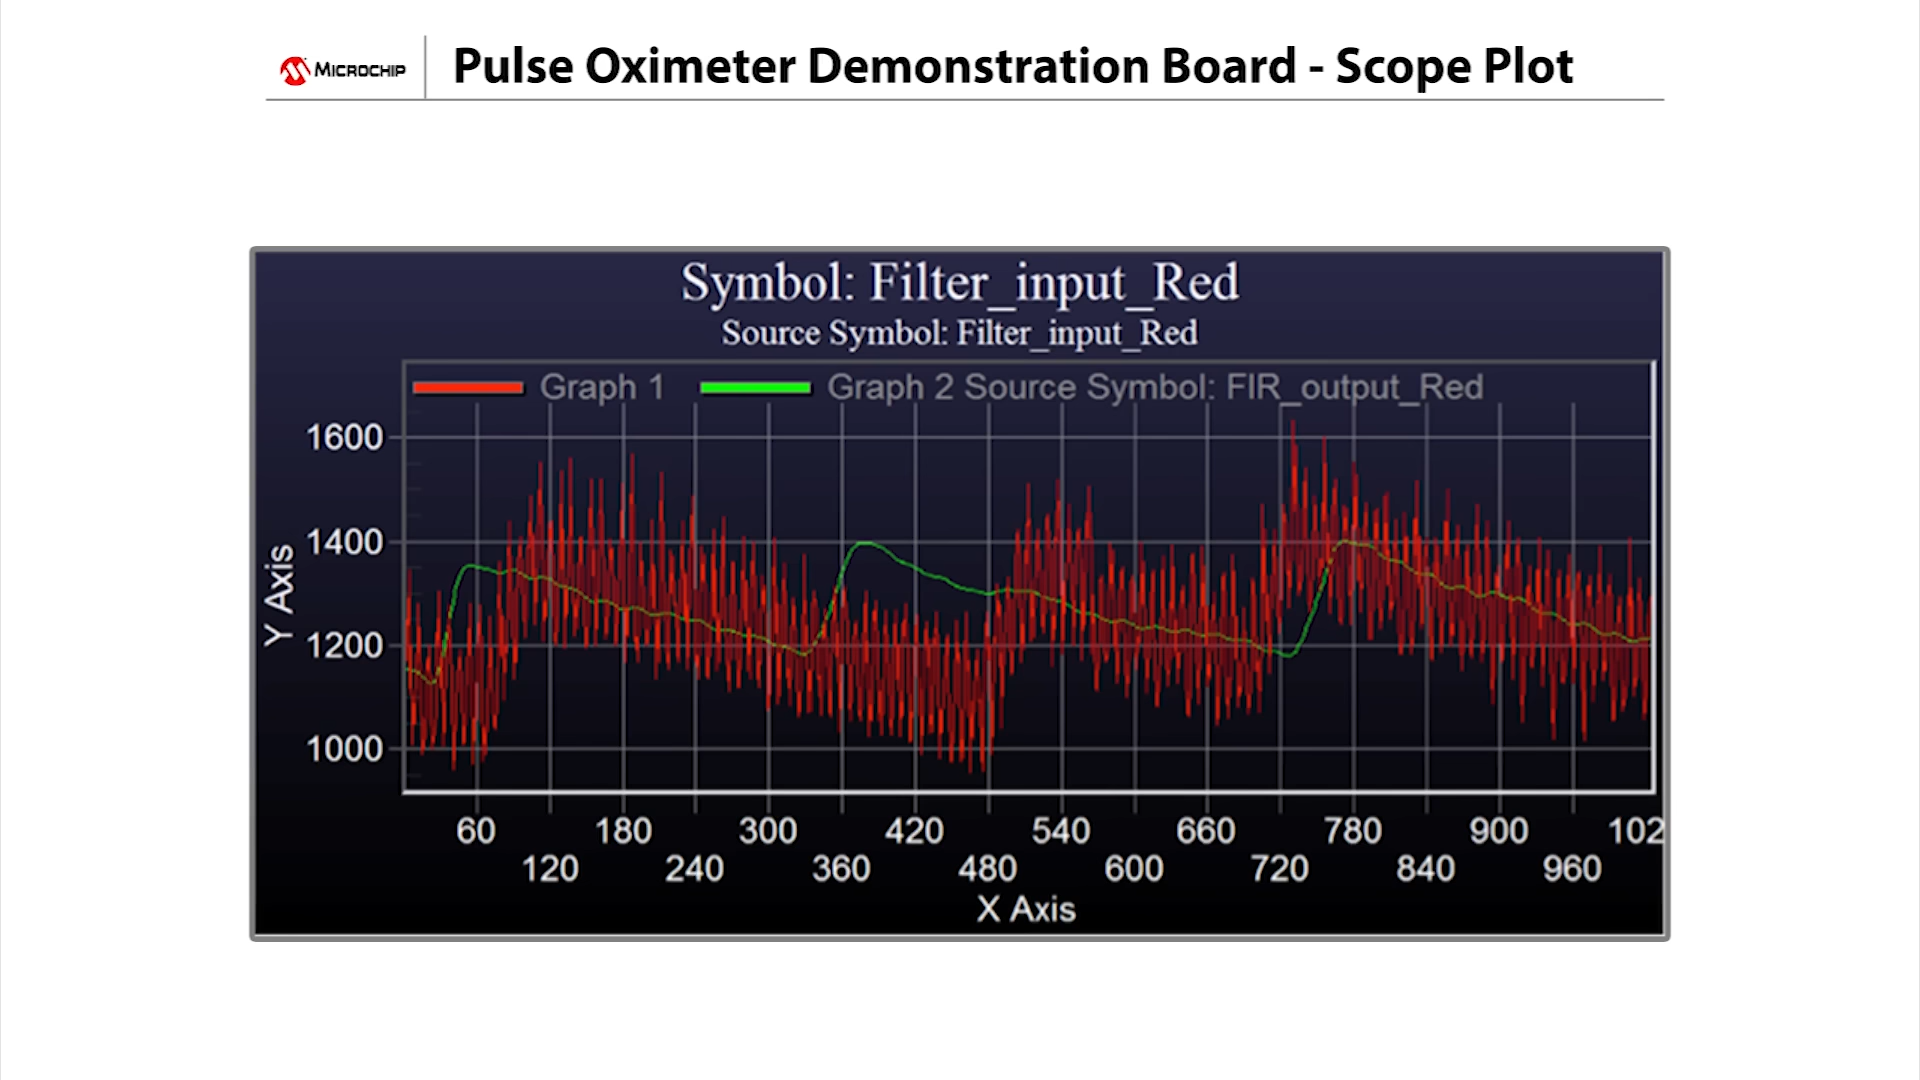 MICROCHIP
Pulse Oximeter Demonstration Board - Scope Plot
Symbol: Filter_input_Red
Source Symbol: Filter_input_Red
Graph 1 Graph 2 Source Symbol: FIR_output_Red
1600
1400
1200
1000
Y Axis
60 180 300 420 540 660 780 900 102
120 240 360 480 600 720 840 960
X Axis